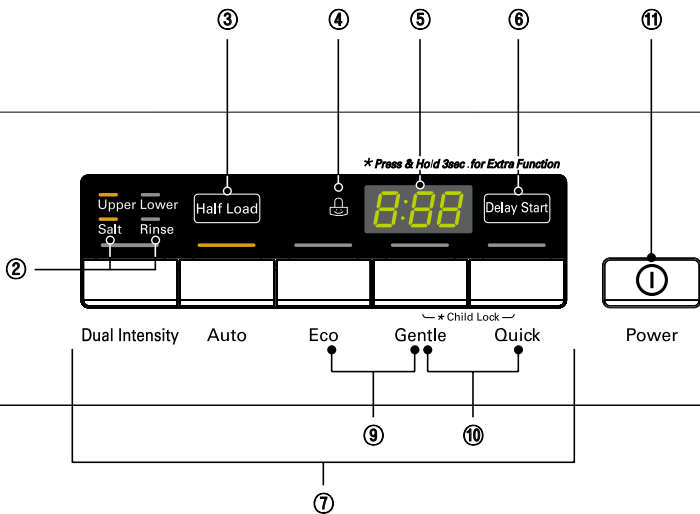 ③ ④ ⑤ ⑥ ⑪
* Press & Hold 3sec .for Extra Function
Upper Lower
Half Load
8:88
Delay Start
Salt Rinse
②
* Child Lock
Dual Intensity Auto Eco Gentle Quick Power
⑨ ⑩
⑦